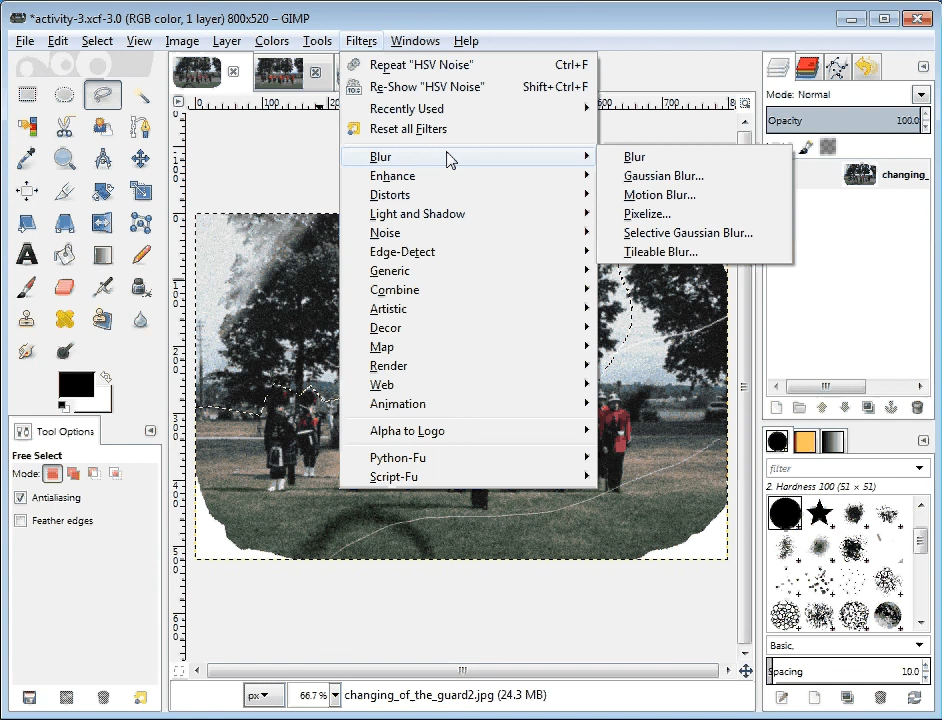 *activity-3.xcf-3.0 (RGB color, 1 layer) 800x520 – GIMP
File Edit Select View Image Layer Colors Tools Filters Windows Help
Repeat "HSV Noise" Ctrl+F
Re-Show "HSV Noise" Shift+Ctrl+F
Recently Used
Reset all Filters
Blur
Enhance
Distorts
Light and Shadow
Noise
Edge-Detect
Generic
Combine
Artistic
Decor
Map
Render
Web
Animation
Alpha to Logo
Python-Fu
Script-Fu
Blur
Gaussian Blur...
Motion Blur...
Pixelize...
Selective Gaussian Blur...
Tileable Blur...
0 100 600 700
Tool Options
Free Select
Mode:
Antialiasing
Feather edges
px 66.7 % changing_of_the_guard2.jpg (24.3 MB)
Mode: Normal
Opacity 100.0
changing_
filter
2. Hardness 100 (51 × 51)
Basic,
Spacing 10.0